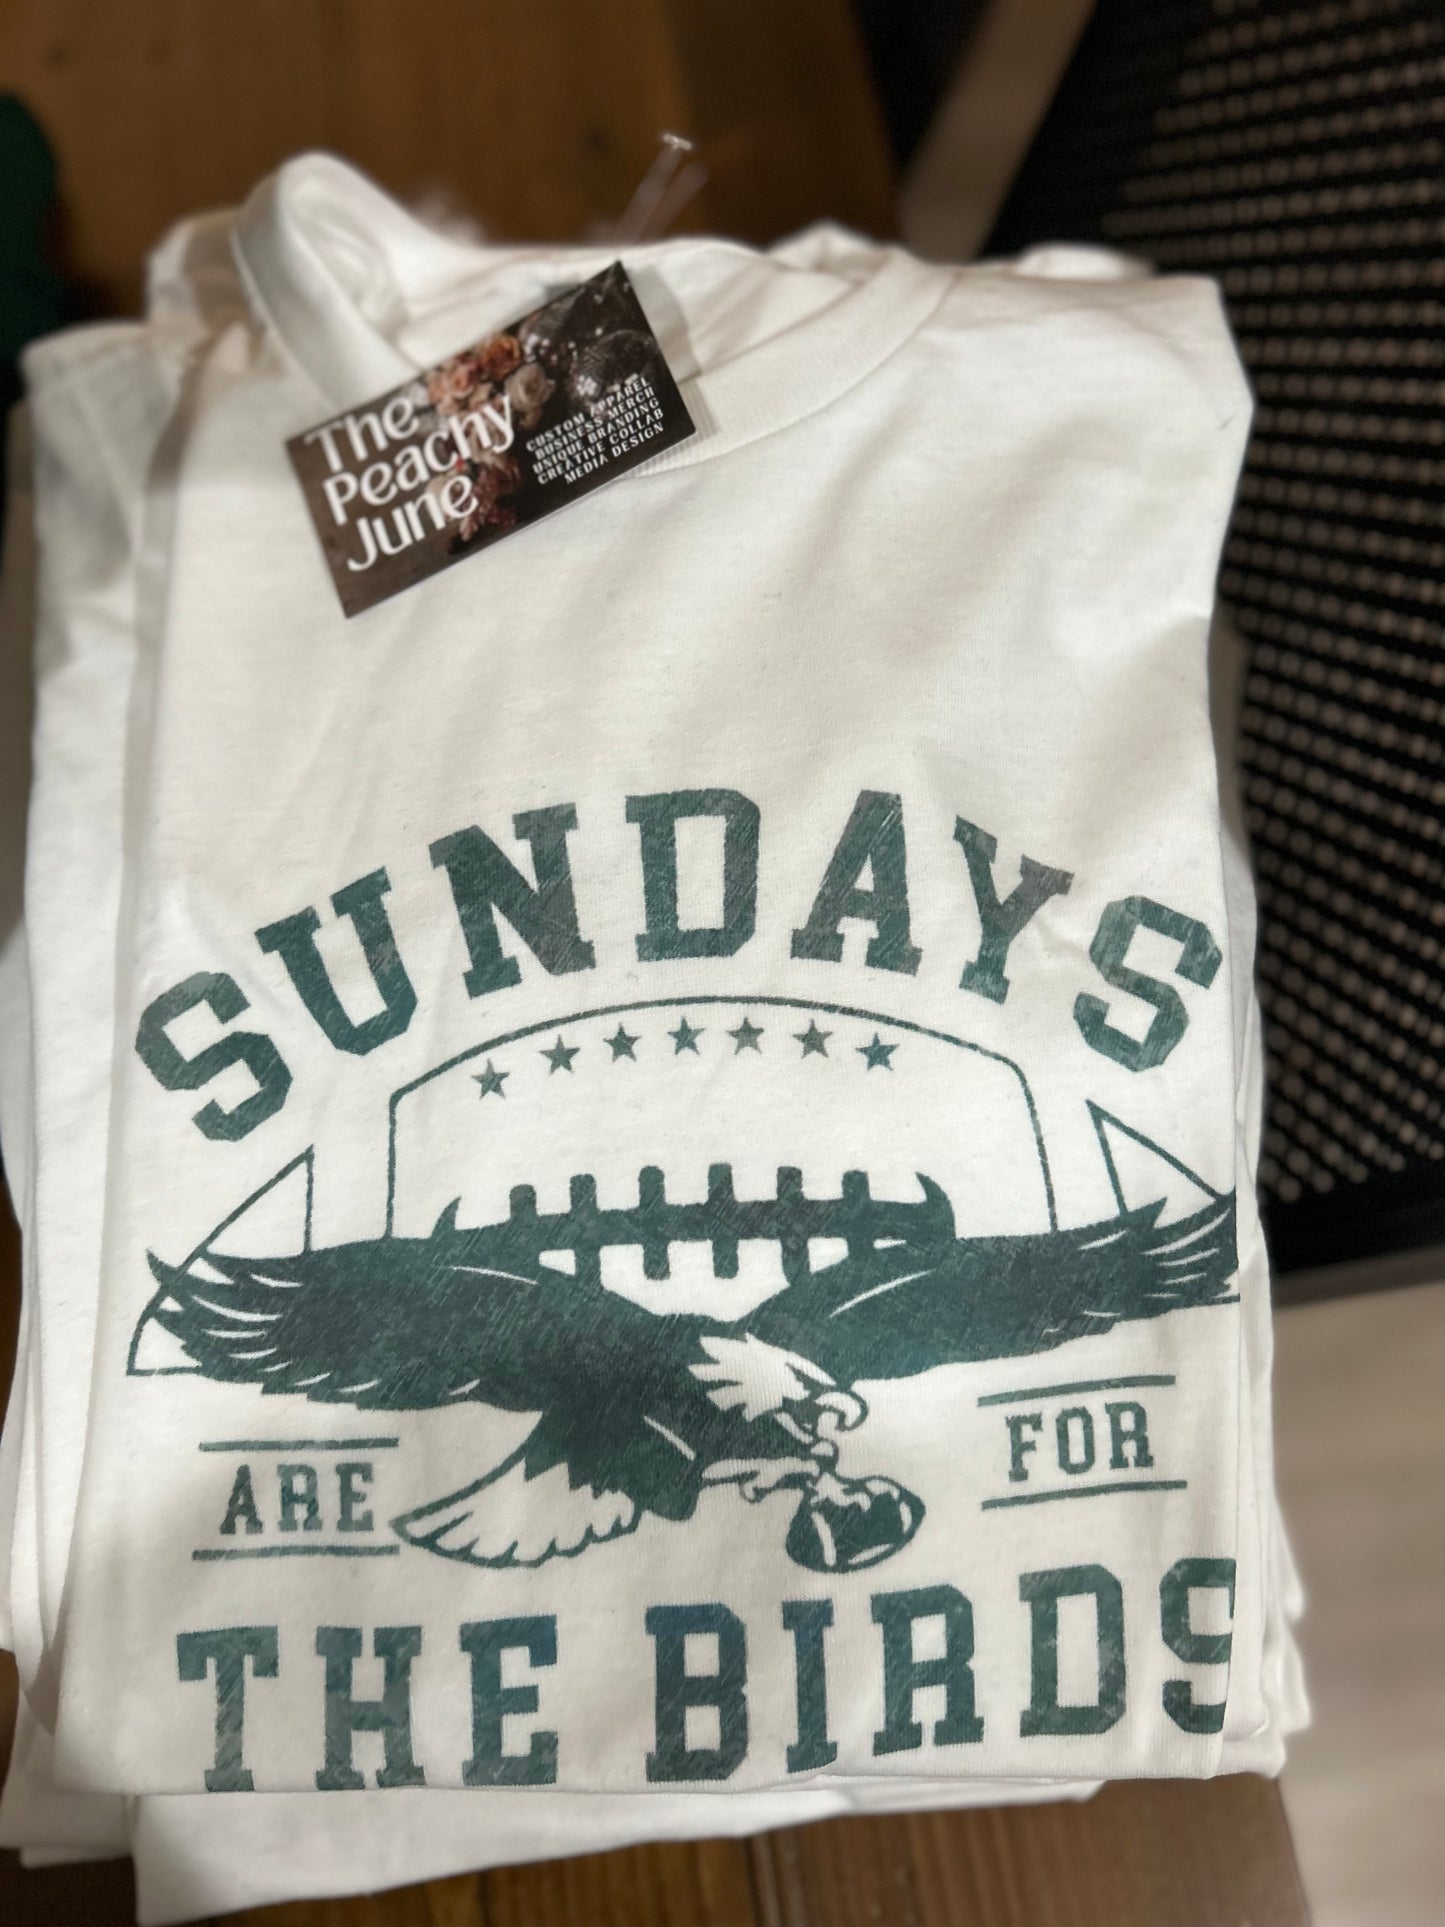 The
Peachy
June
CUSTOM APPAREL
BUSINESS MERCH
UNIQUE BRANDING
CREATIVE COLLAB
MEDIA DESIGN
SUNDAYS
ARE
FOR
THE BIRDS